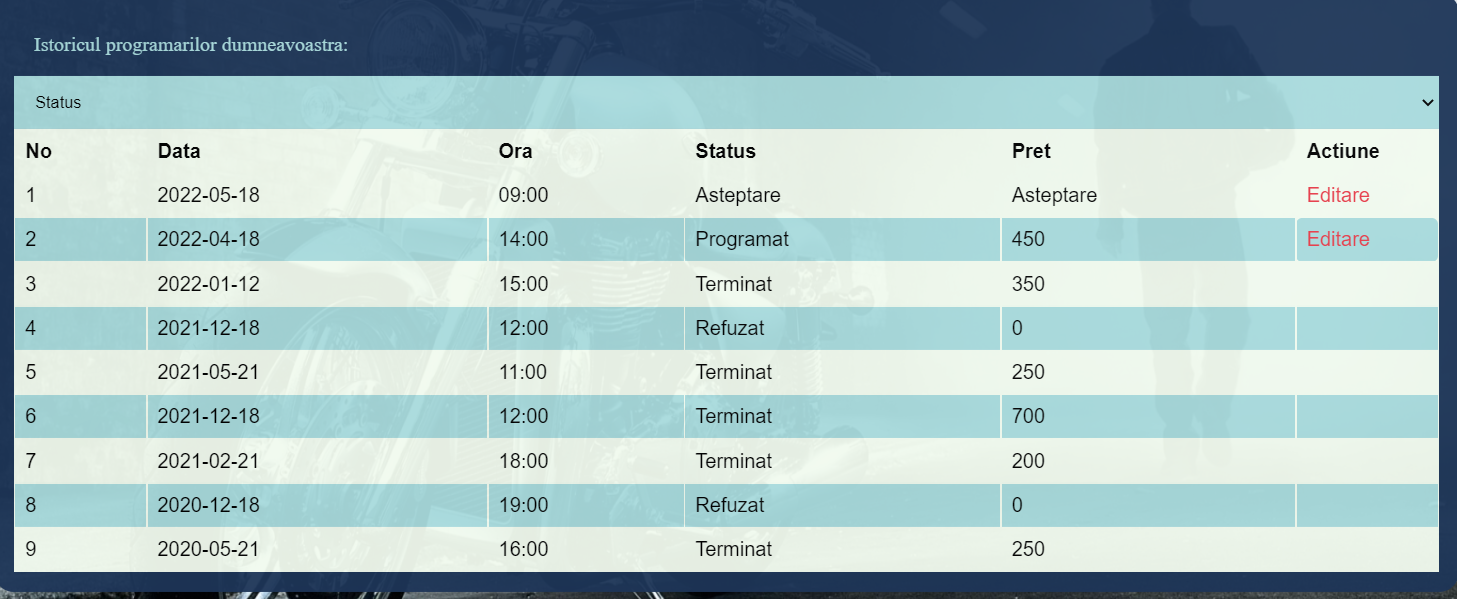 Istoricul programarilor dumneavoastra:
Status
No Data Ora Status Pret Actiune
1 2022-05-18 09:00 Asteptare Asteptare Editare
2 2022-04-18 14:00 Programat 450 Editare
3 2022-01-12 15:00 Terminat 350
4 2021-12-18 12:00 Refuzat 0
5 2021-05-21 11:00 Terminat 250
6 2021-12-18 12:00 Terminat 700
7 2021-02-21 18:00 Terminat 200
8 2020-12-18 19:00 Refuzat 0
9 2020-05-21 16:00 Terminat 250